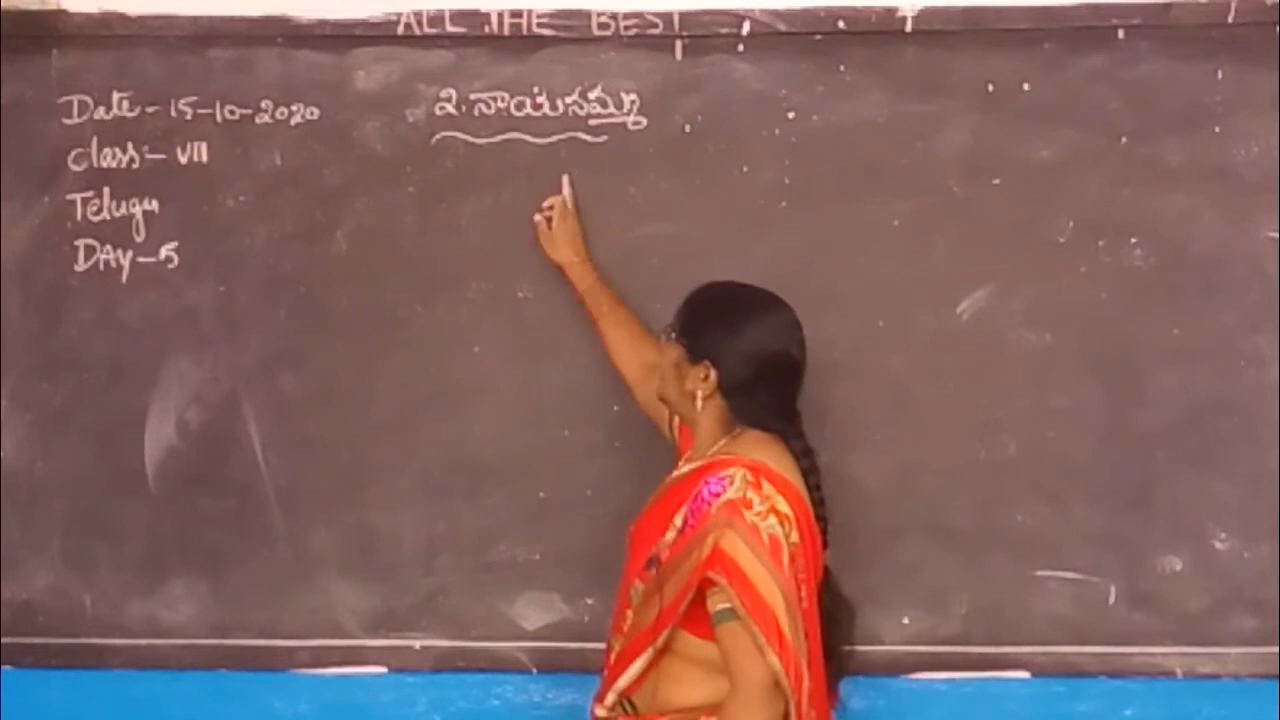 ALL THE BEST
Date - 15-10-2020
Class:- VII
Telugu
DAY-5
2. నాయనమ్మ